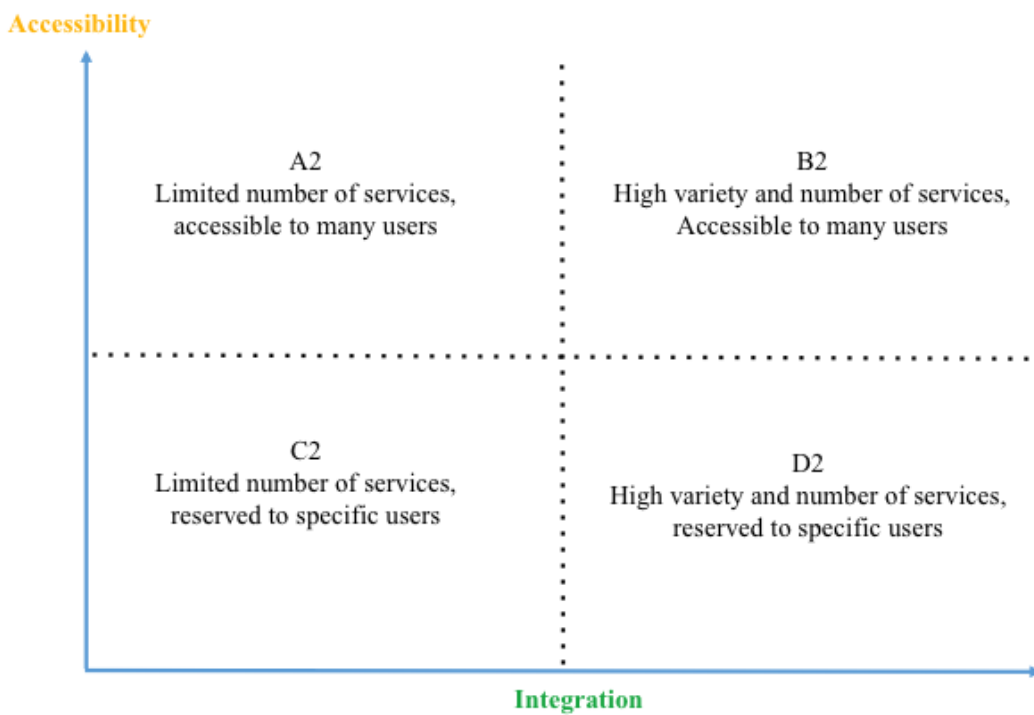 Accessibility
A2
Limited number of services,
accessible to many users
B2
High variety and number of services,
Accessible to many users
C2
Limited number of services,
reserved to specific users
D2
High variety and number of services,
reserved to specific users
Integration